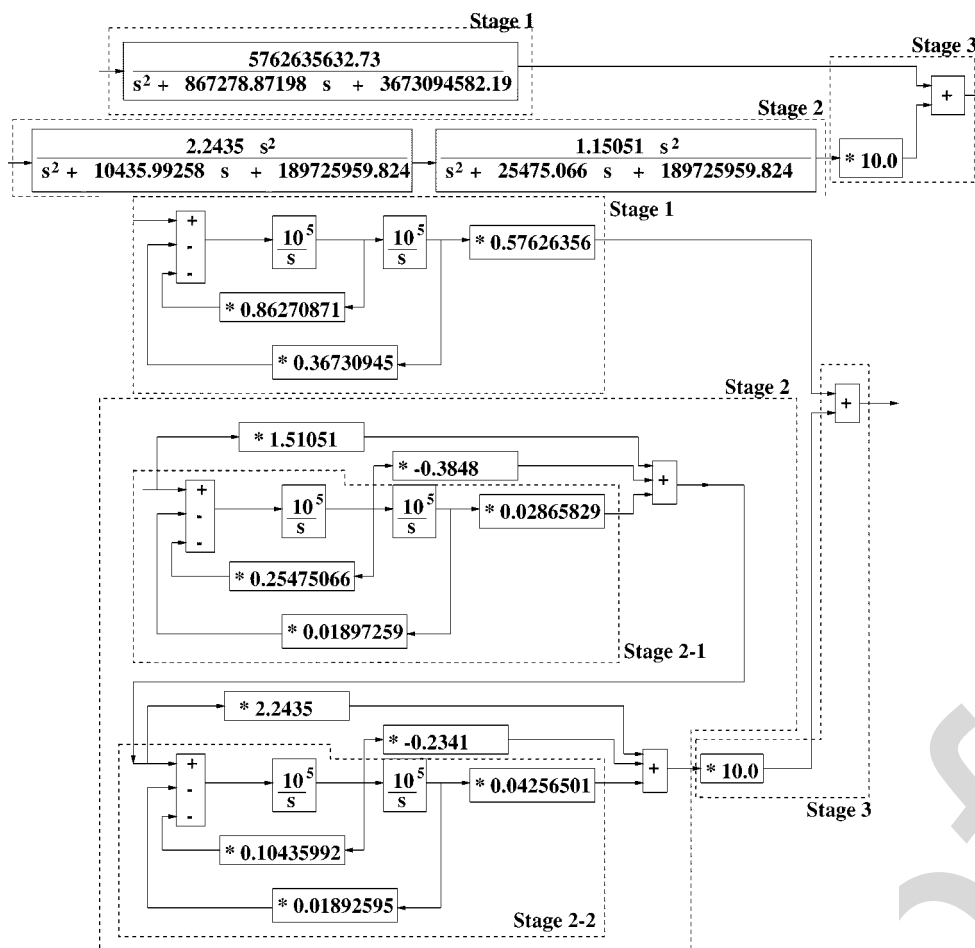 Stage 1
5762635632.73
s² + 867278.87198 s + 3673094582.19
Stage 3
+
Stage 2
2.2435 s²
s² + 10435.99258 s + 189725959.824
1.15051 s²
s² + 25475.066 s + 189725959.824
* 10.0
Stage 1
+
-
-
10⁵
s
10⁵
s
* 0.57626356
* 0.86270871
* 0.36730945
Stage 2
+
* 1.51051
* -0.3848
+
+
-
-
10⁵
s
10⁵
s
* 0.02865829
* 0.25475066
* 0.01897259
Stage 2-1
* 2.2435
* -0.2341
+
+
-
-
10⁵
s
10⁵
s
* 0.04256501
* 10.0
Stage 3
* 0.10435992
* 0.01892595
Stage 2-2